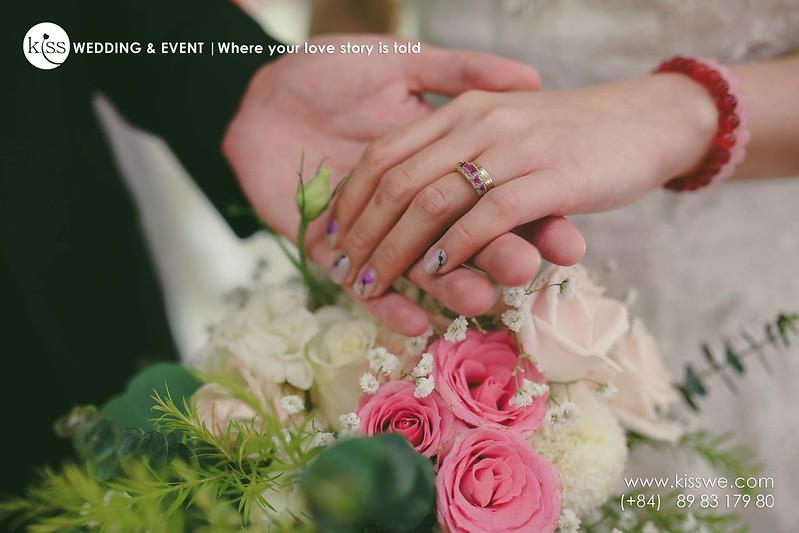 kiss WEDDING & EVENT | Where your love story is told
www.kisswe.com
(+84) 89 83 179 80